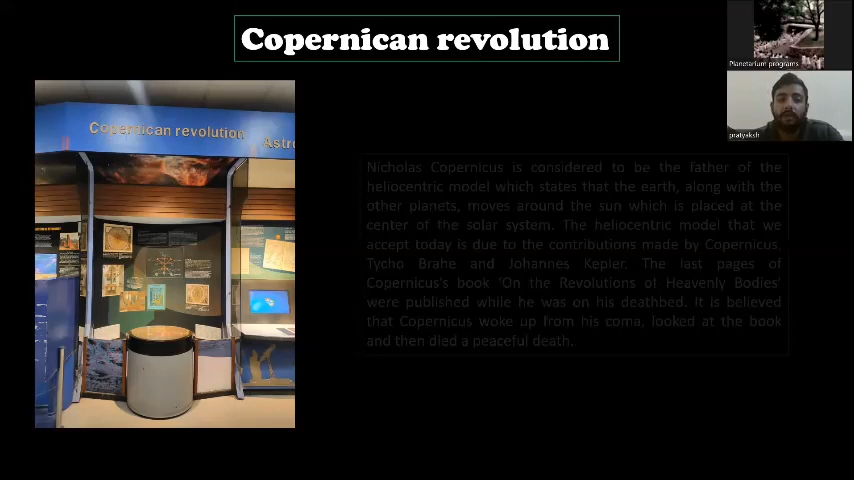 Copernican revolution
Planetarium programs
pratyaksh
Copernican revolution
Astro
Nicholas Copernicus is considered to be the father of the
heliocentric model which states that the earth, along with the
other planets, moves around the sun which is placed at the
center of the solar system. The heliocentric model that we
accept today is due to the contributions made by Copernicus,
Tycho Brahe and Johannes Kepler. The last pages of
Copernicus's book 'On the Revolutions of Heavenly Bodies'
were published while he was on his deathbed. It is believed
that Copernicus woke up from his coma, looked at the book
and then died a peaceful death.